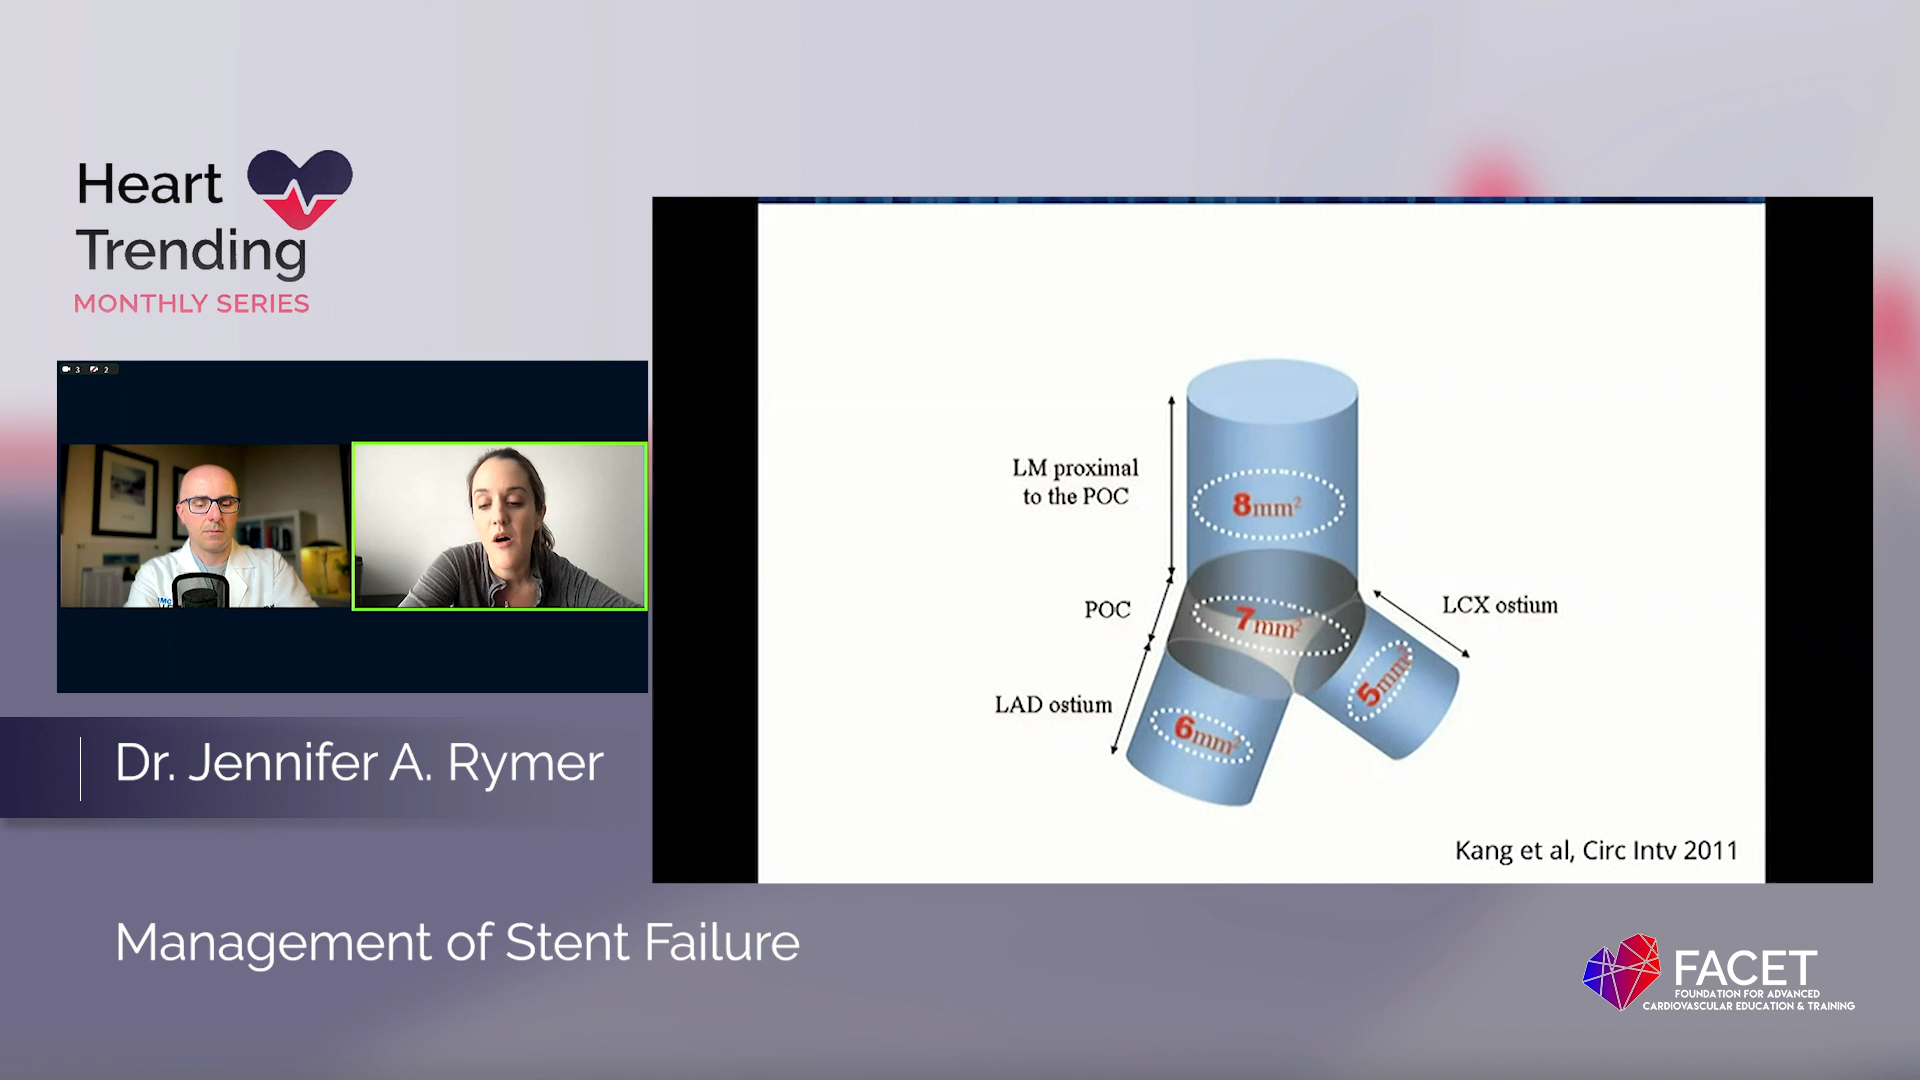 Heart
Trending
MONTHLY SERIES
3 2
Dr. Jennifer A. Rymer
Management of Stent Failure
LM proximal
to the POC
8mm²
POC
7mm²
LCX ostium
LAD ostium
6mm²
5mm²
Kang et al, Circ Intv 2011
FACET
FOUNDATION FOR ADVANCED
CARDIOVASCULAR EDUCATION & TRAINING